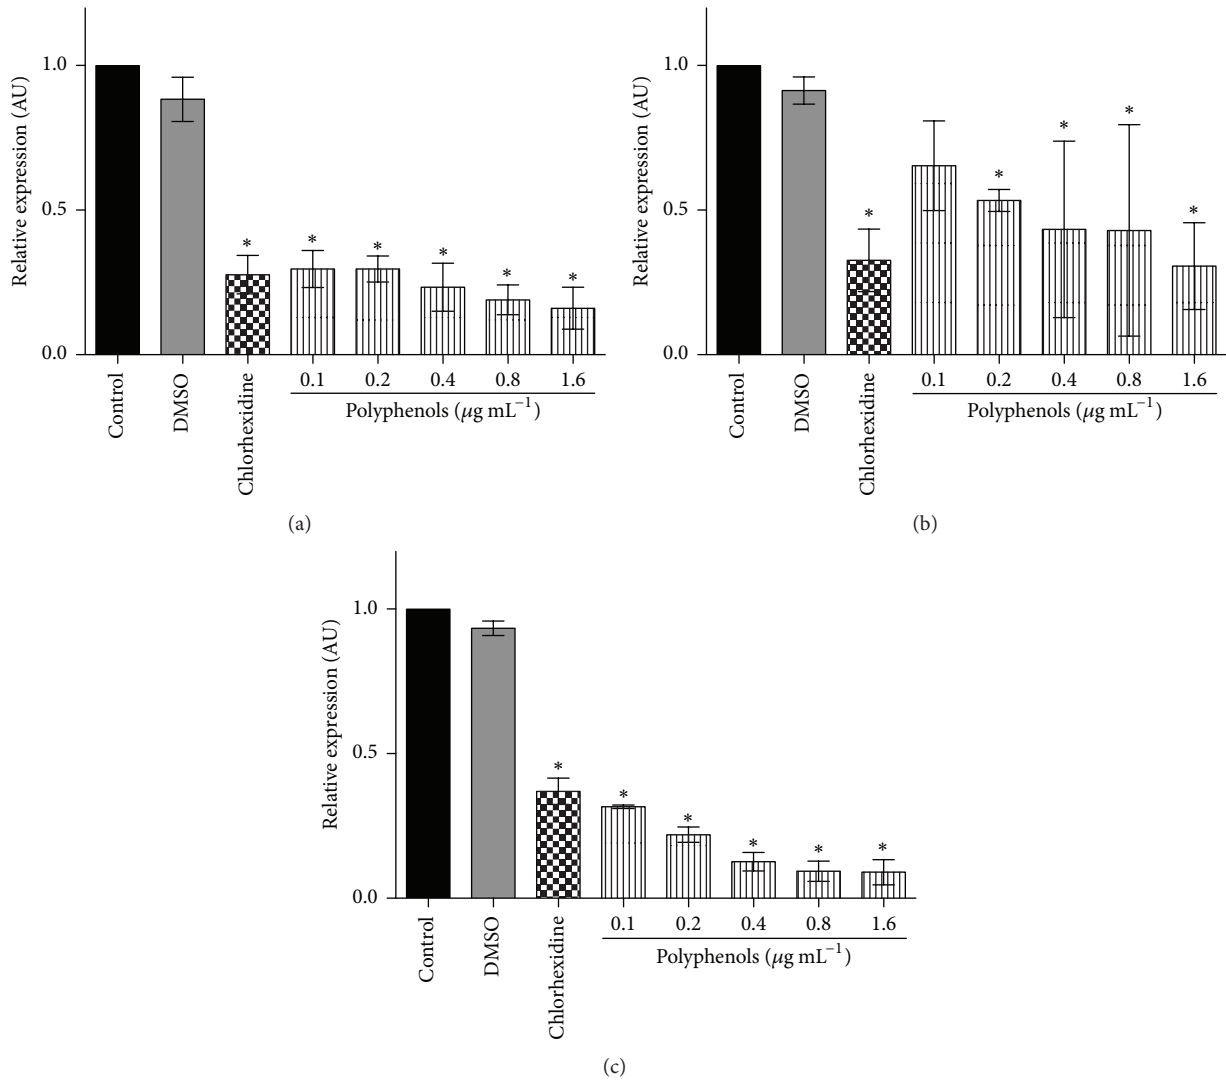 Relative expression (AU)
1.0
0.5
0.0
*
*
*
*
*
*
Control
DMSO
Chlorhexidine
0.1 0.2 0.4 0.8 1.6
Polyphenols (μg mL⁻¹)
(a)
Relative expression (AU)
1.0
0.5
0.0
*
*
*
*
*
Control
DMSO
Chlorhexidine
0.1 0.2 0.4 0.8 1.6
Polyphenols (μg mL⁻¹)
(b)
Relative expression (AU)
1.0
0.5
0.0
*
*
*
*
*
*
Control
DMSO
Chlorhexidine
0.1 0.2 0.4 0.8 1.6
Polyphenols (μg mL⁻¹)
(c)